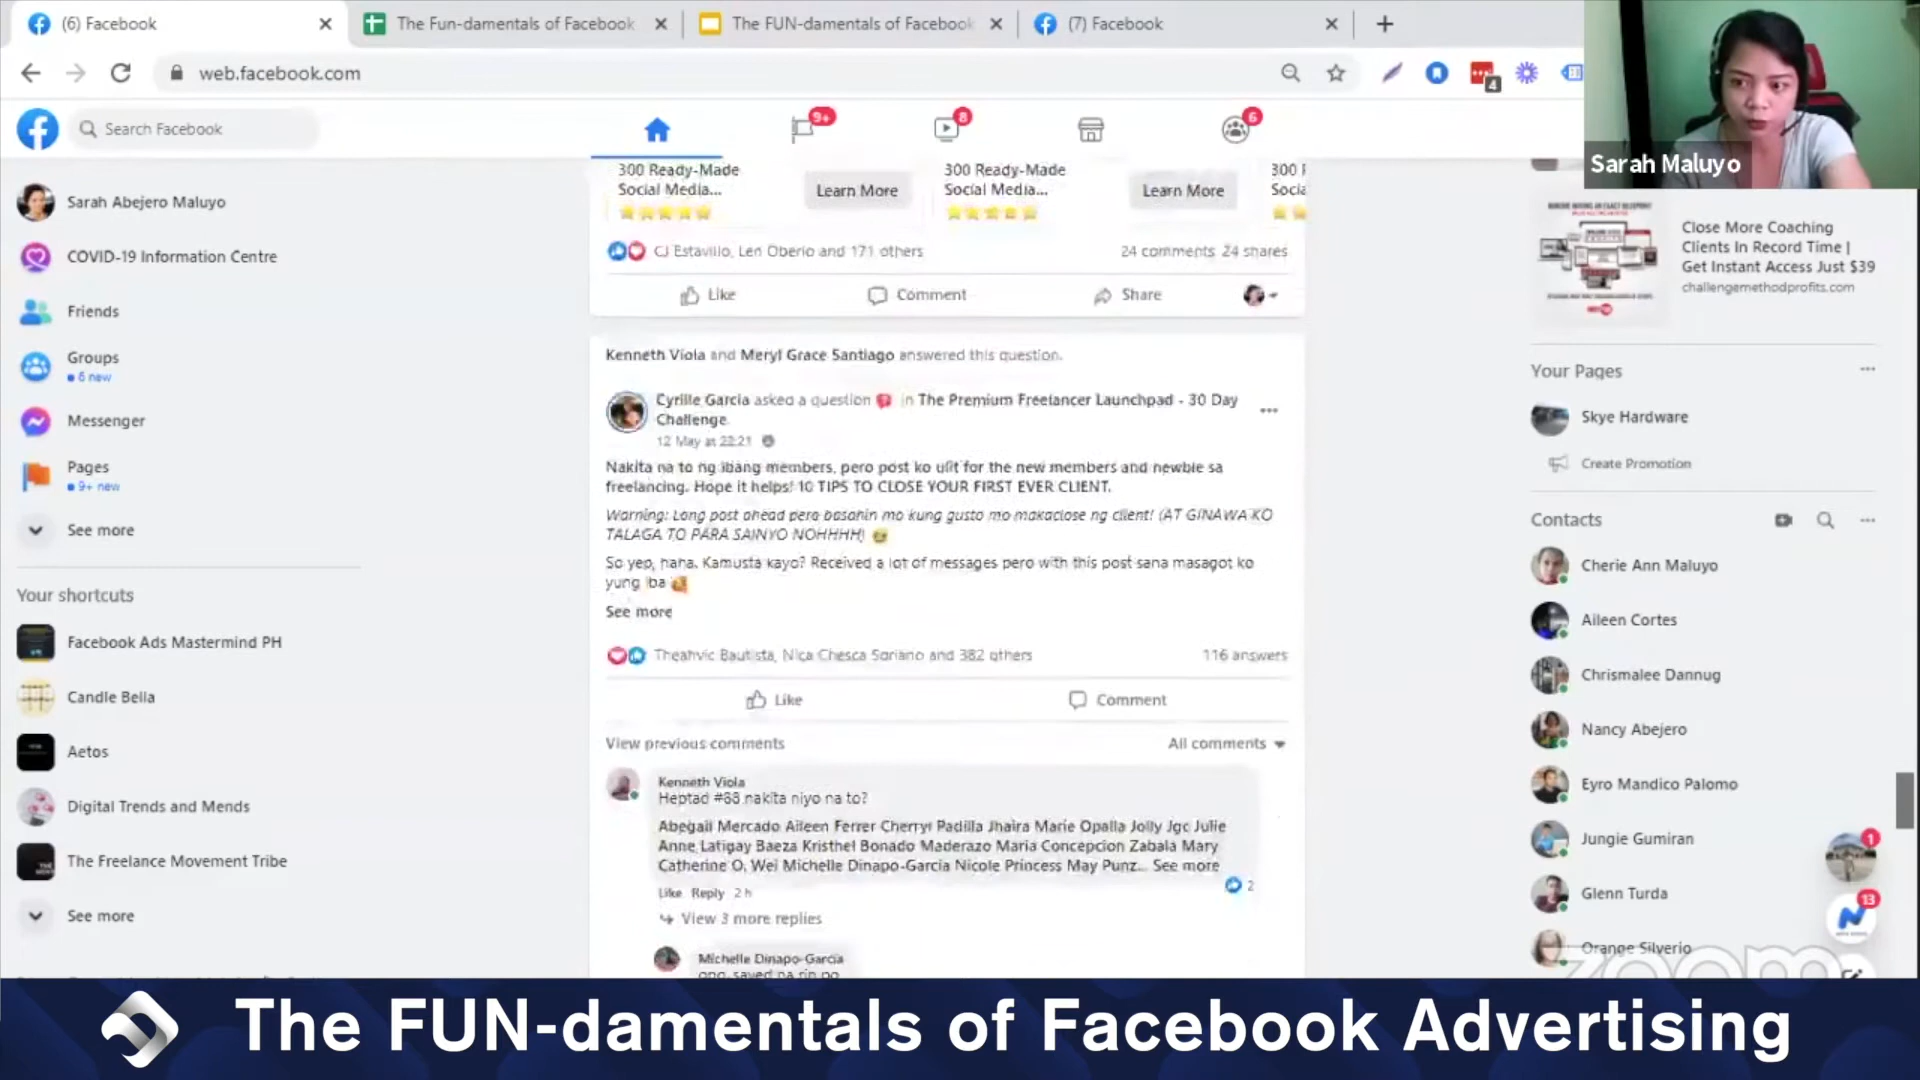 (6) Facebook
The Fun-damentals of Facebook
The FUN-damentals of Facebook
(7) Facebook
web.facebook.com
4
Search Facebook
9+
8
6
Sarah Maluyo
Sarah Abejero Maluyo
COVID-19 Information Centre
Friends
Groups
6 new
Messenger
Pages
9+ new
See more
Your shortcuts
Facebook Ads Mastermind PH
Candle Bella
Aetos
Digital Trends and Mends
The Freelance Movement Tribe
See more
300 Ready-Made
Social Media...
Learn More
300 Ready-Made
Social Media...
Learn More
CJ Estavillo, Len Oberio and 171 others
24 comments 24 shares
Like
Comment
Share
Kenneth Viola and Meryl Grace Santiago answered this question.
Cyrille Garcia asked a question in The Premium Freelancer Launchpad - 30 Day
Challenge.
12 May at 22:21
Nakita na to ng ibang members, pero post ko ulit for the new members and newbie sa
freelancing. Hope it helps! 10 TIPS TO CLOSE YOUR FIRST EVER CLIENT.
Warning: Long post ahead pero basahin mo kung gusto mo makaclose ng client! (AT GINAWA KO
TALAGA TO PARA SAINYO NOHHHH)
So yep, haha. Kamusta kayo? Received a lot of messages pero with this post sana masagot ko
yung iba
See more
Theahvic Bautista, Nica Chesca Soriano and 382 others
116 answers
Like
Comment
View previous comments
All comments
Kenneth Viola
Heptad #68 nakita niyo na to?
Abegail Mercado Aileen Ferrer Cherryl Padilla Jhaira Marie Opalla Jolly Jgc Julie
Anne Latigay Baeza Kristhel Bonado Maderazo Maria Concepcion Zabala Mary
Catherine O. Wei Michelle Dinapo-Garcia Nicole Princess May Punz... See more
2
Like Reply 2 h
View 3 more replies
Michelle Dinapo-Garcia
Close More Coaching
Clients In Record Time |
Get Instant Access Just $39
challengemethodprofits.com
Your Pages
Skye Hardware
Create Promotion
Contacts
Cherie Ann Maluyo
Aileen Cortes
Chrismalee Dannug
Nancy Abejero
Eyro Mandico Palomo
Jungie Gumiran
Glenn Turda
Orange Silverio
1
13
zoom
The FUN-damentals of Facebook Advertising